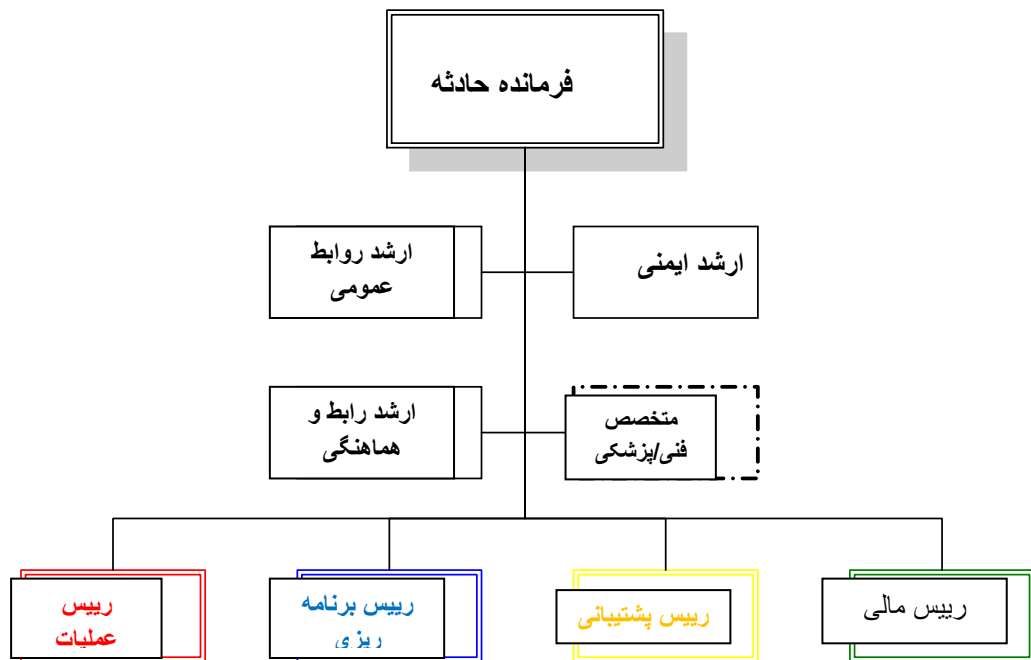 فرمانده حادثه
ارشد ایمنی
ارشد روابط
عمومی
متخصص
فنی/پزشکی
ارشد رابط و
هماهنگی
رییس مالی
رییس پشتیبانی
رییس برنامه
ریزی
رییس
عملیات